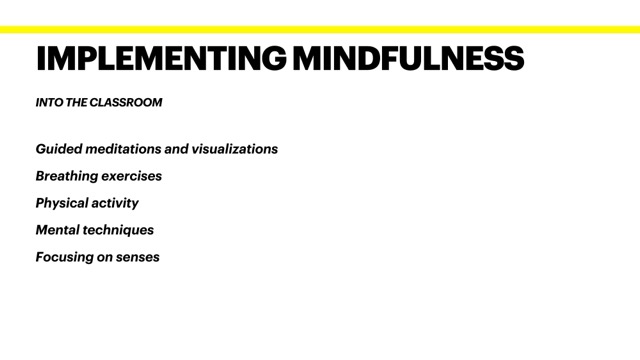 IMPLEMENTING MINDFULNESS
INTO THE CLASSROOM
Guided meditations and visualizations
Breathing exercises
Physical activity
Mental techniques
Focusing on senses